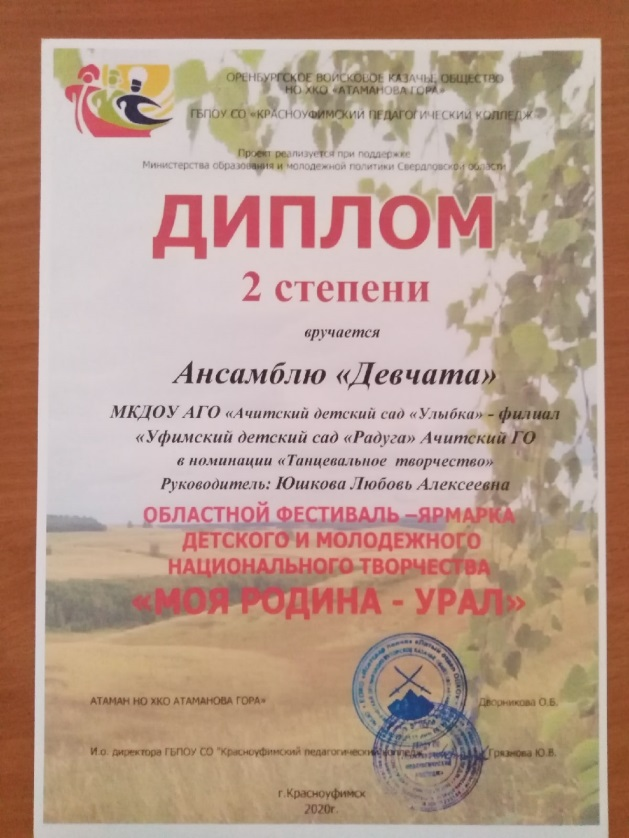 ОРЕНБУРГСКОЕ ВОЙСКОВОЕ КАЗАЧЬЕ ОБЩЕСТВО
НО ХКО «АТАМАНОВА ГОРА»
ГБПОУ СО «КРАСНОУФИМСКИЙ ПЕДАГОГИЧЕСКИЙ КОЛЛЕДЖ»
Проект реализуется при поддержке
Министерства образования и молодежной политики Свердловской области
ДИПЛОМ
2 степени
вручается
Ансамблю «Девчата»
МКДОУ АГО «Ачитский детский сад «Улыбка» - филиал
«Уфимский детский сад «Радуга» Ачитский ГО
в номинации «Танцевальное творчество»
Руководитель: Юшкова Любовь Алексеевна
ОБЛАСТНОЙ ФЕСТИВАЛЬ –ЯРМАРКА
ДЕТСКОГО И МОЛОДЕЖНОГО
НАЦИОНАЛЬНОГО ТВОРЧЕСТВА
«МОЯ РОДИНА - УРАЛ»
АТАМАН НО ХКО АТАМАНОВА ГОРА» Дворникова О.Б.
И.о. директора ГБПОУ СО "Красноуфимский педагогический колледж Грязнова Ю.В.
г.Красноуфимск
2020г.